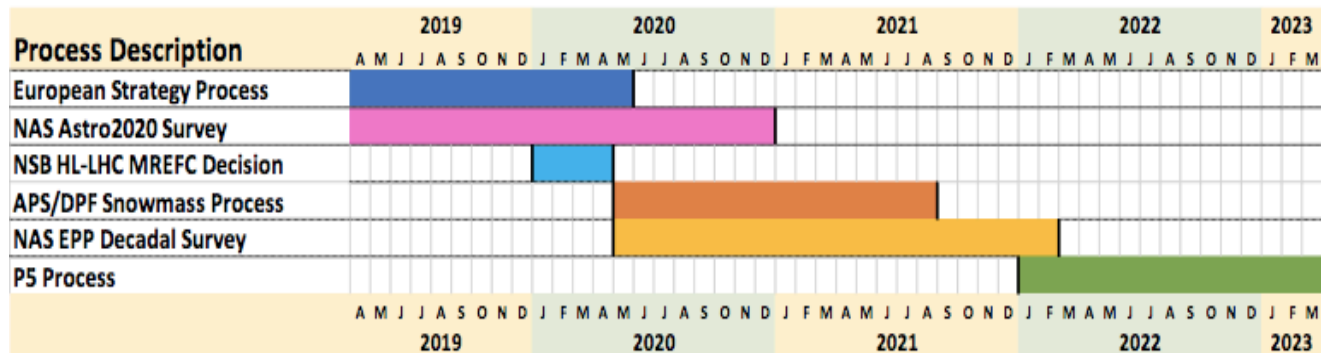 2019 2020 2021 2022 2023
Process Description
A M J J A S O N D J F M A M J J A S O N D J F M A M J J A S O N D J F M A M J J A S O N D J F M
European Strategy Process
NAS Astro2020 Survey
NSB HL-LHC MREFC Decision
APS/DPF Snowmass Process
NAS EPP Decadal Survey
P5 Process
A M J J A S O N D J F M A M J J A S O N D J F M A M J J A S O N D J F M A M J J A S O N D J F M
2019 2020 2021 2022 2023